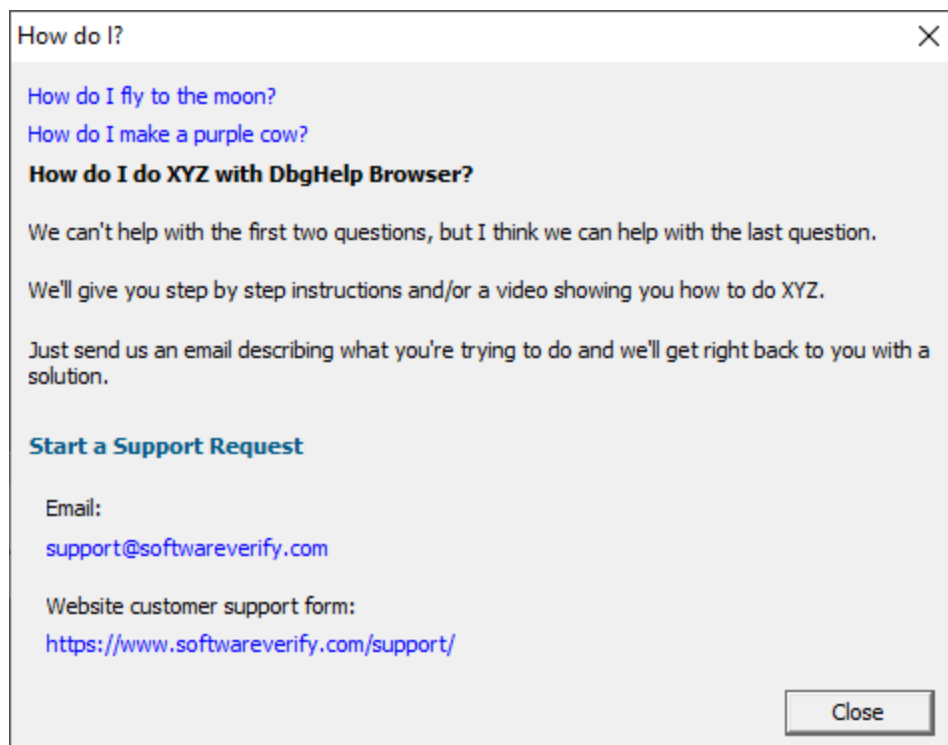 How do I?
How do I fly to the moon?
How do I make a purple cow?
How do I do XYZ with DbgHelp Browser?
We can't help with the first two questions, but I think we can help with the last question.
We'll give you step by step instructions and/or a video showing you how to do XYZ.
Just send us an email describing what you're trying to do and we'll get right back to you with a
solution.
Start a Support Request
Email:
support@softwareverify.com
Website customer support form:
https://www.softwareverify.com/support/
Close